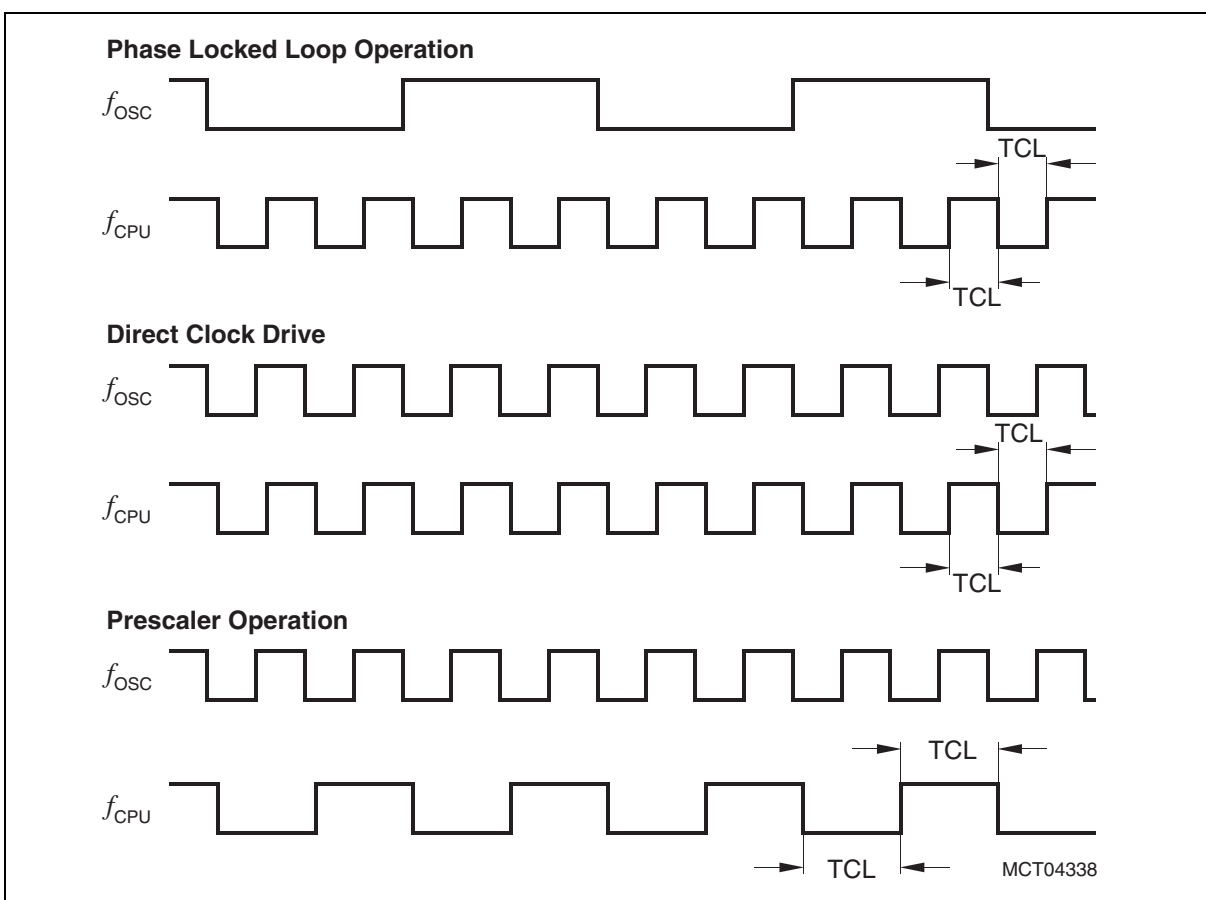 Phase Locked Loop Operation
fOSC
TCL
fCPU
TCL
Direct Clock Drive
fOSC
TCL
fCPU
TCL
Prescaler Operation
fOSC
TCL
fCPU
TCL
MCT04338